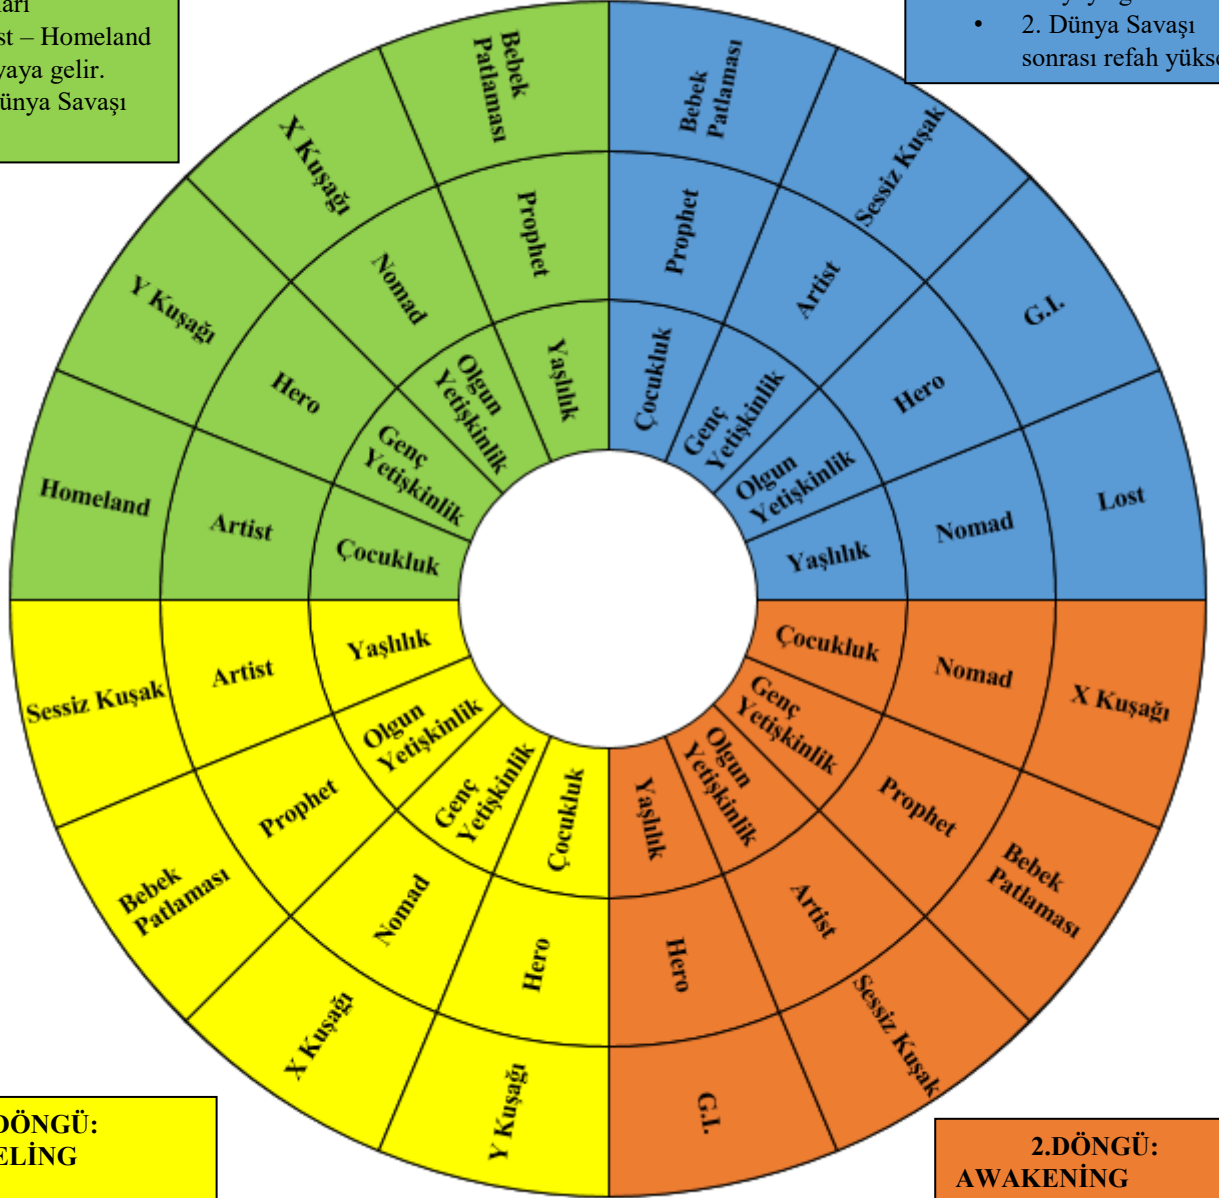 st – Homeland
yaya gelir.
ünya Savaşı
• 2. Dünya Savaşı
sonrası refah yükse
Bebek
Patlaması
Prophet
Çocukluk
Sessiz Kuşak
Artist
Genç
Yetişkinlik
G.I.
Hero
Olgun
Yetişkinlik
Lost
Nomad
Yaşlılık
X Kuşağı
Nomad
Çocukluk
Bebek
Patlaması
Prophet
Genç
Yetişkinlik
Sessiz Kuşak
Artist
Olgun
Yetişkinlik
G.I.
Hero
Yaşlılık
Y Kuşağı
Hero
Çocukluk
X Kuşağı
Nomad
Genç
Yetişkinlik
Bebek
Patlaması
Prophet
Olgun
Yetişkinlik
Sessiz Kuşak
Artist
Yaşlılık
Homeland
Artist
Çocukluk
Y Kuşağı
Hero
Genç
Yetişkinlik
X Kuşağı
Nomad
Olgun
Yetişkinlik
Bebek
Patlaması
Prophet
Yaşlılık
DÖNGÜ:
ELİNG
2.DÖNGÜ:
AWAKENİNG